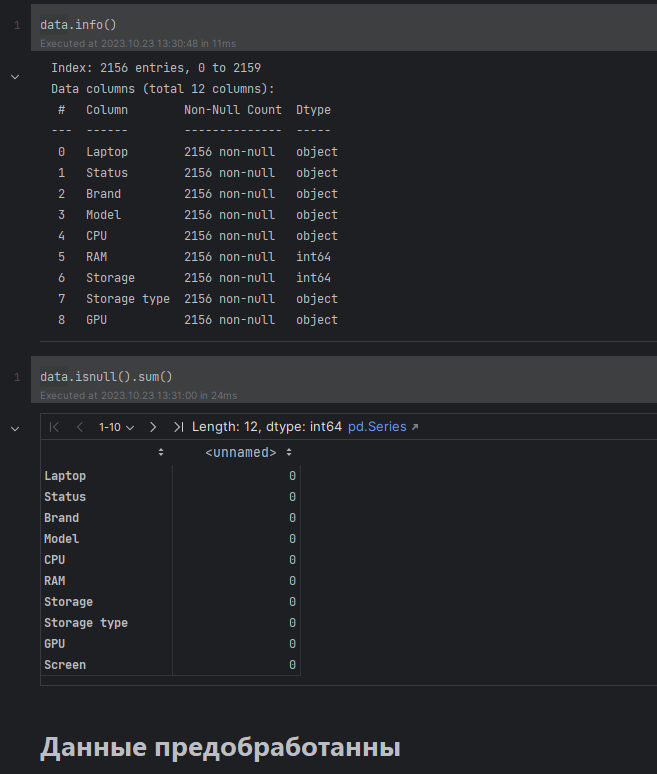 1 data.info()
Executed at 2023.10.23 13:30:48 in 11ms
Index: 2156 entries, 0 to 2159
Data columns (total 12 columns):
# Column Non-Null Count Dtype
--- ------ -------------- -----
0 Laptop 2156 non-null object
1 Status 2156 non-null object
2 Brand 2156 non-null object
3 Model 2156 non-null object
4 CPU 2156 non-null object
5 RAM 2156 non-null int64
6 Storage 2156 non-null int64
7 Storage type 2156 non-null object
8 GPU 2156 non-null object
1 data.isnull().sum()
Executed at 2023.10.23 13:31:00 in 24ms
1-10 Length: 12, dtype: int64 pd.Series
<unnamed>
Laptop 0
Status 0
Brand 0
Model 0
CPU 0
RAM 0
Storage 0
Storage type 0
GPU 0
Screen 0
Данные предобработанны